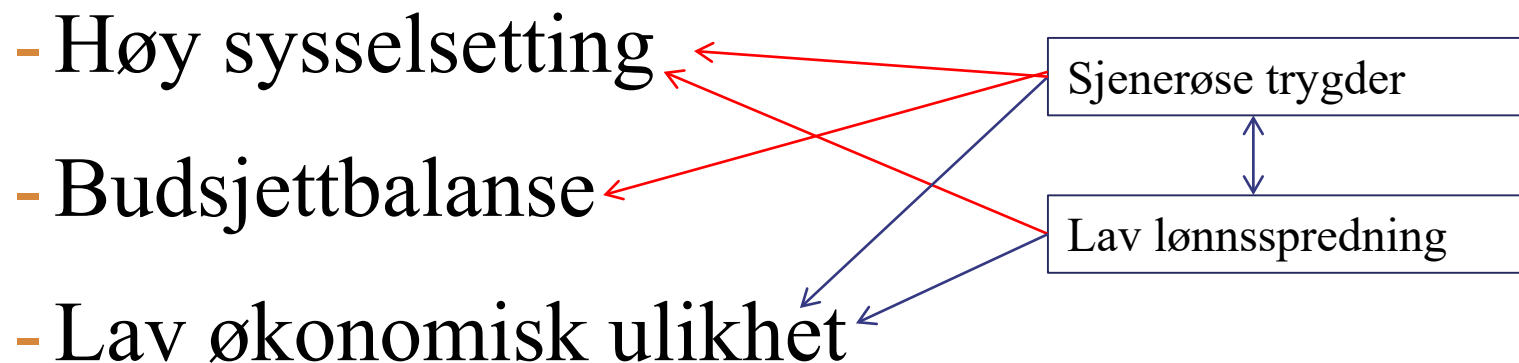 - Høy sysselsetting
Sjenerøse trygder
- Budsjettbalanse
Lav lønnsspredning
- Lav økonomisk ulikhet